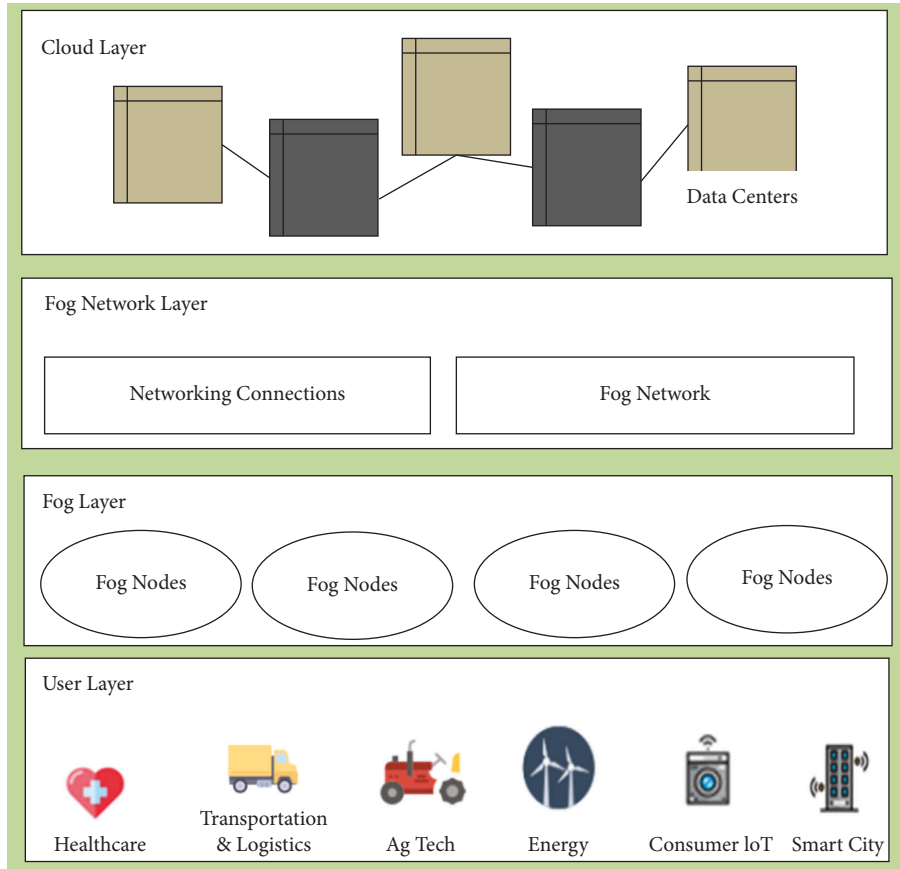 Cloud Layer
Data Centers
Fog Network Layer
Networking Connections
Fog Network
Fog Layer
Fog Nodes
Fog Nodes
Fog Nodes
Fog Nodes
User Layer
Healthcare
Transportation
& Logistics
Ag Tech
Energy
Consumer loT
Smart City